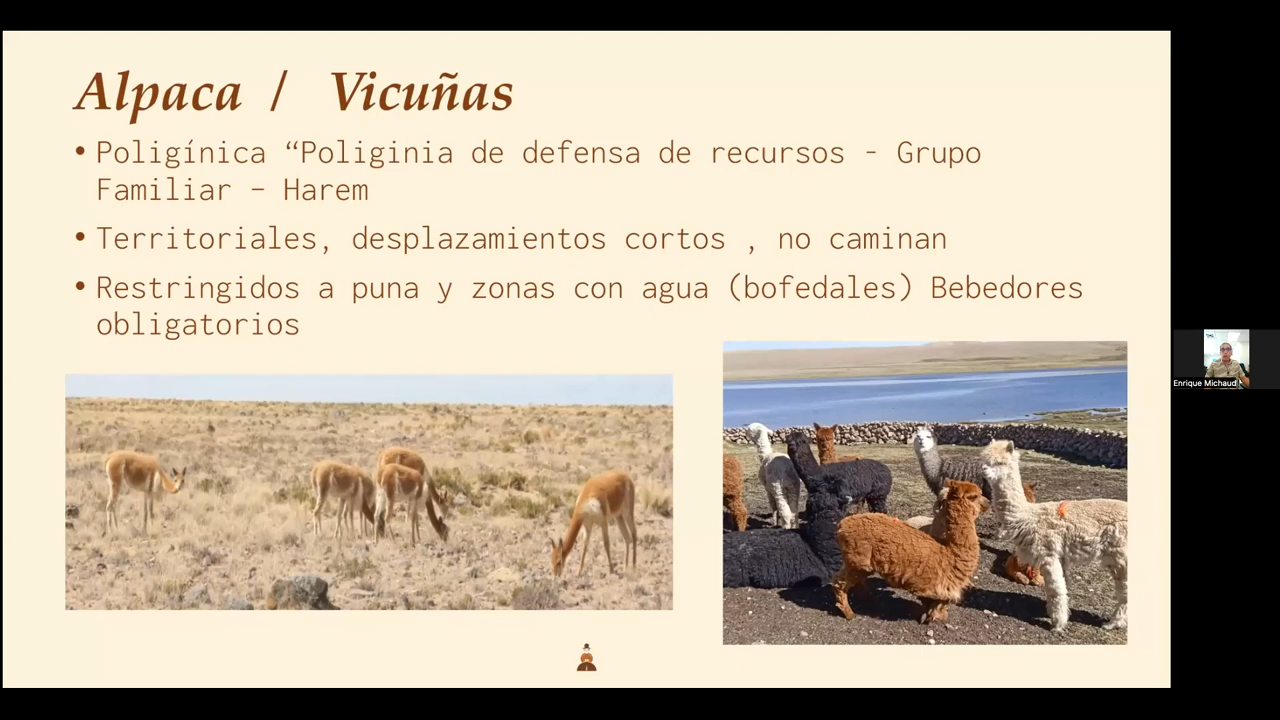 Alpaca / Vicuñas
• Poligínica “Poliginia de defensa de recursos - Grupo
Familiar – Harem
• Territoriales, desplazamientos cortos , no caminan
• Restringidos a puna y zonas con agua (bofedales) Bebedores
obligatorios
Enrique Michaud